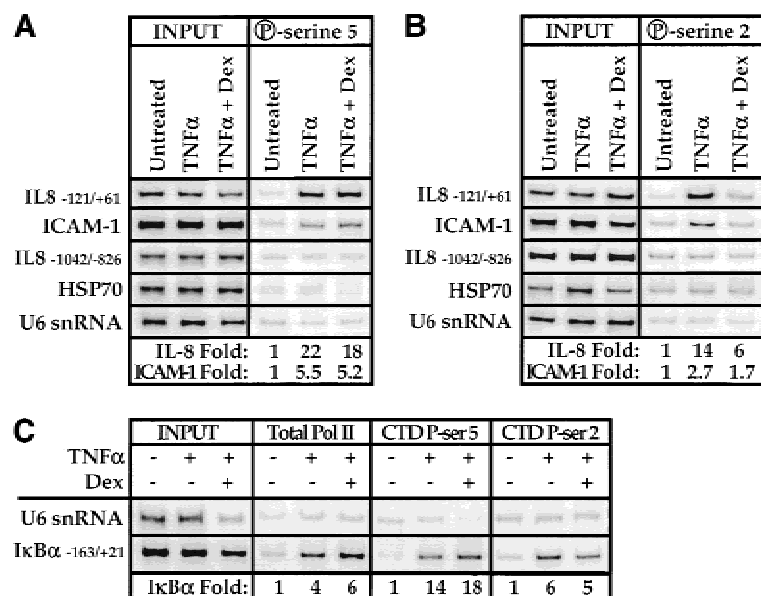 A
INPUT Ⓟ-serine 5
Untreated TNFα TNFα + Dex Untreated TNFα TNFα + Dex
IL8 -121/+61
ICAM-1
IL8 -1042/-826
HSP70
U6 snRNA
IL-8 Fold: 1 22 18
ICAM-1 Fold: 1 5.5 5.2
B
INPUT Ⓟ-serine 2
Untreated TNFα TNFα + Dex Untreated TNFα TNFα + Dex
IL8 -121/+61
ICAM-1
IL8 -1042/-826
HSP70
U6 snRNA
IL-8 Fold: 1 14 6
ICAM-1 Fold: 1 2.7 1.7
C
INPUT Total Pol II CTD P-ser 5 CTD P-ser 2
TNFα - + + - + + - + + - + +
Dex - - + - - + - - + - - +
U6 snRNA
IκBα -163/+21
IκBα Fold: 1 4 6 1 14 18 1 6 5